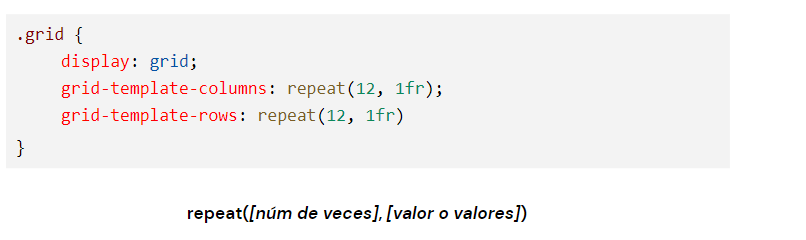 .grid {
display: grid;
grid-template-columns: repeat(12, 1fr);
grid-template-rows: repeat(12, 1fr)
}
repeat([núm de veces], [valor o valores])